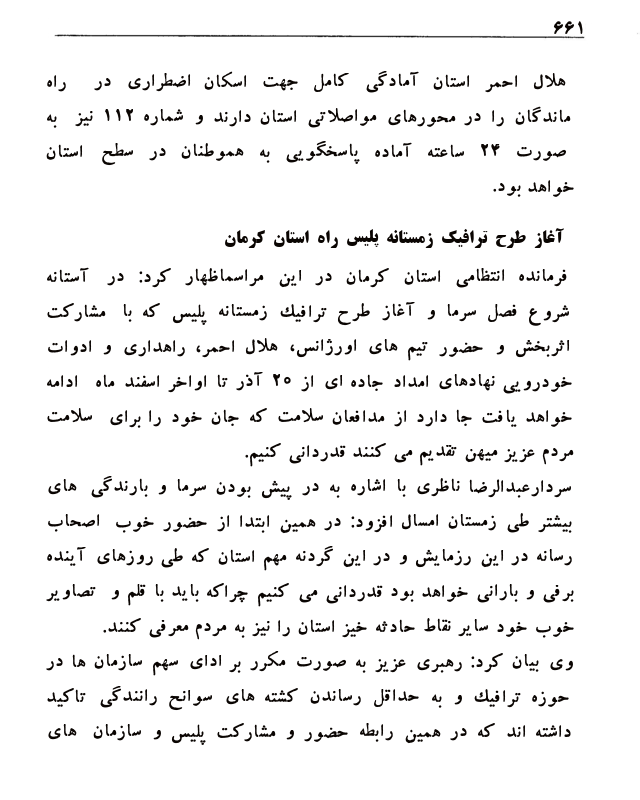 ۶۶۱
هلال احمر استان آمادگی کامل جهت اسکان اضطراری در راه
ماندگان را در محورهای مواصلاتی استان دارند و شماره ۱۱۲ نیز به
صورت ۲۴ ساعته آماده پاسخگویی به هموطنان در سطح استان
خواهد بود.
آغاز طرح ترافیک زمستانه پلیس راه استان کرمان
فرمانده انتظامی استان کرمان در این مراسماظهار کرد: در آستانه
شروع فصل سرما و آغاز طرح ترافیك زمستانه پلیس که با مشارکت
اثربخش و حضور تیم های اورژانس، هلال احمر، راهداری و ادوات
خودرویی نهادهای امداد جاده ای از ۲۵ آذر تا اواخر اسفند ماه ادامه
خواهد یافت جا دارد از مدافعان سلامت که جان خود را برای سلامت
مردم عزیز میهن تقدیم می کنند قدردانی کنیم.
سردارعبدالرضا ناظری با اشاره به در پیش بودن سرما و بارندگی های
بیشتر طی زمستان امسال افزود: در همین ابتدا از حضور خوب اصحاب
رسانه در این رزمایش و در این گردنه مهم استان که طی روزهای آینده
برفی و بارانی خواهد بود قدردانی می کنیم چراکه باید با قلم و تصاویر
خوب خود سایر نقاط حادثه خیز استان را نیز به مردم معرفی کنند.
وی بیان کرد: رهبری عزیز به صورت مکرر بر ادای سهم سازمان ها در
حوزه ترافیك و به حداقل رساندن کشته های سوانح رانندگی تاکید
داشته اند که در همین رابطه حضور و مشارکت پلیس و سازمان های